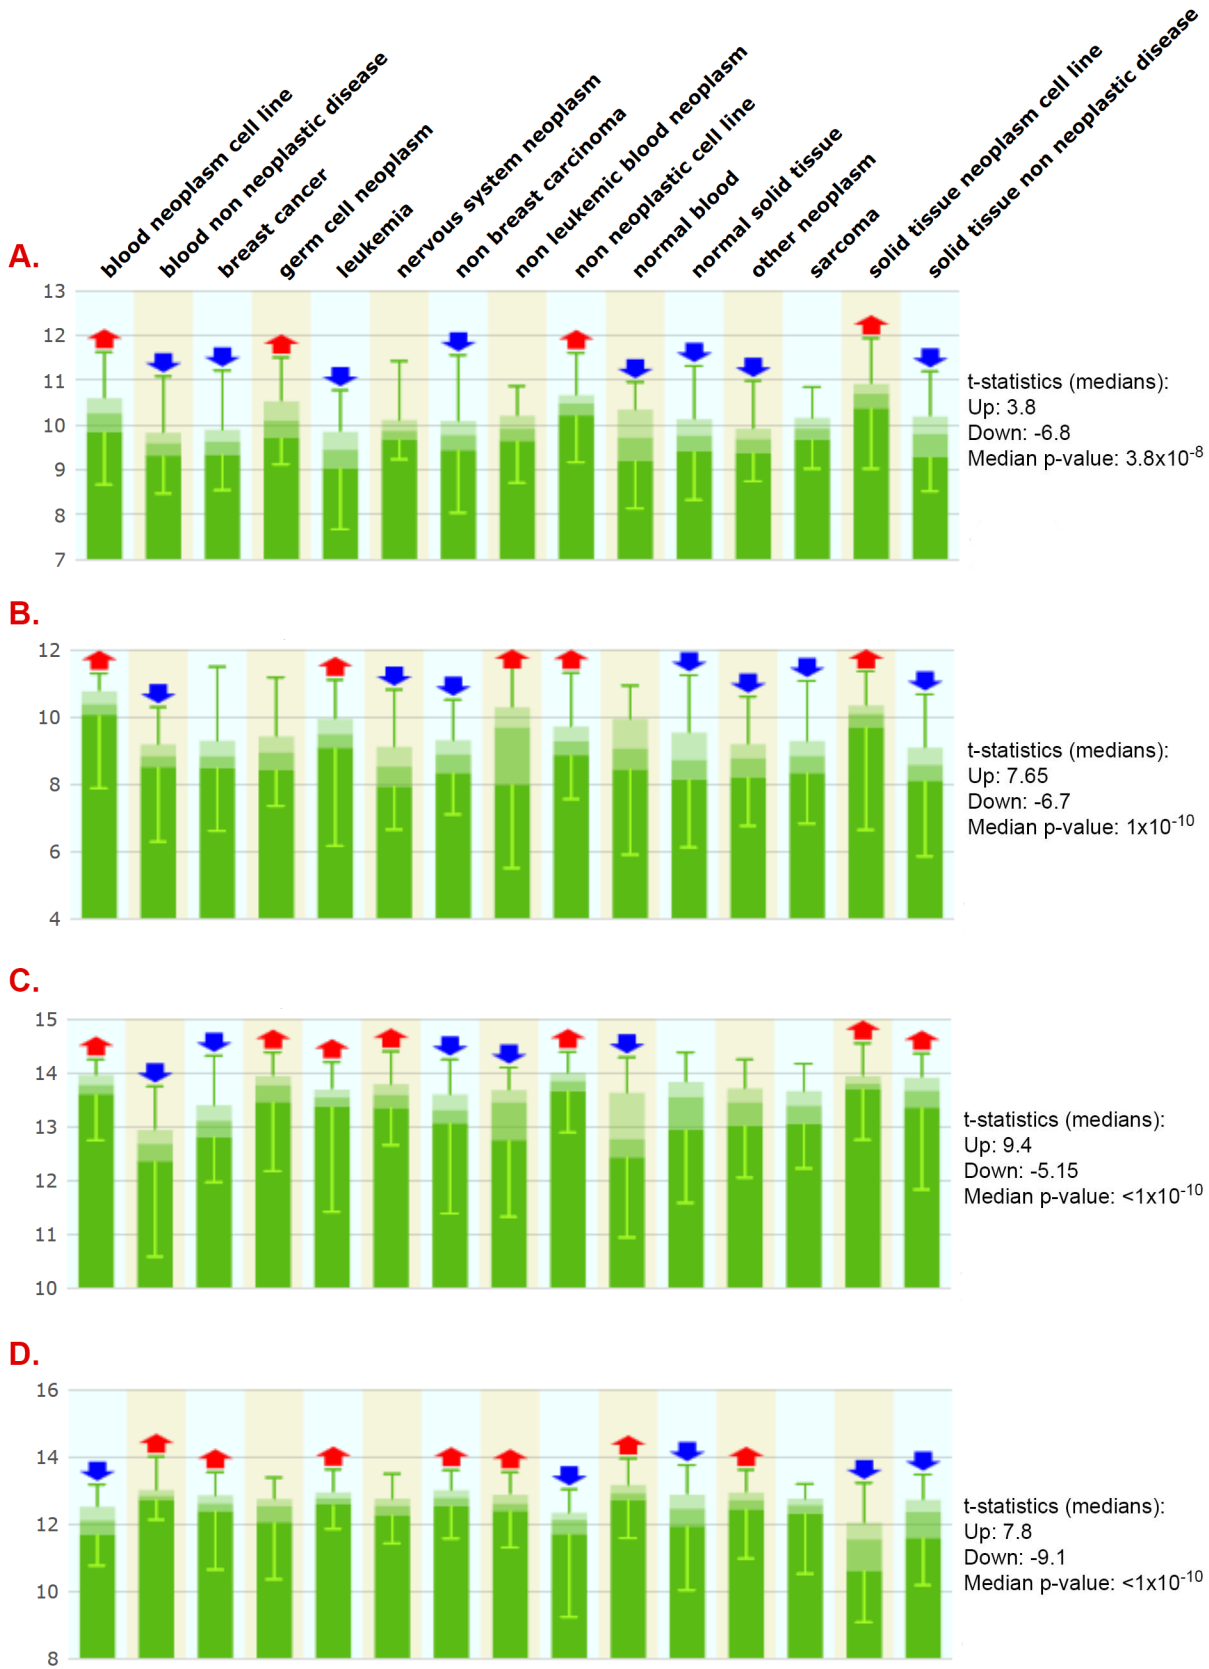 blood neoplasm cell line
blood non neoplastic disease
breast cancer
germ cell neoplasm
leukemia
nervous system neoplasm
non breast carcinoma
non leukemic blood neoplasm
non neoplastic cell line
normal blood
normal solid tissue
other neoplasm
sarcoma
solid tissue neoplasm cell line
solid tissue non neoplastic disease
A.
13
12
11
10
9
8
7
t-statistics (medians):
Up: 3.8
Down: -6.8
Median p-value: 3.8x10⁻⁸
B.
12
10
8
6
4
t-statistics (medians):
Up: 7.65
Down: -6.7
Median p-value: 1x10⁻¹⁰
C.
15
14
13
12
11
10
t-statistics (medians):
Up: 9.4
Down: -5.15
Median p-value: <1x10⁻¹⁰
D.
16
14
12
10
8
t-statistics (medians):
Up: 7.8
Down: -9.1
Median p-value: <1x10⁻¹⁰